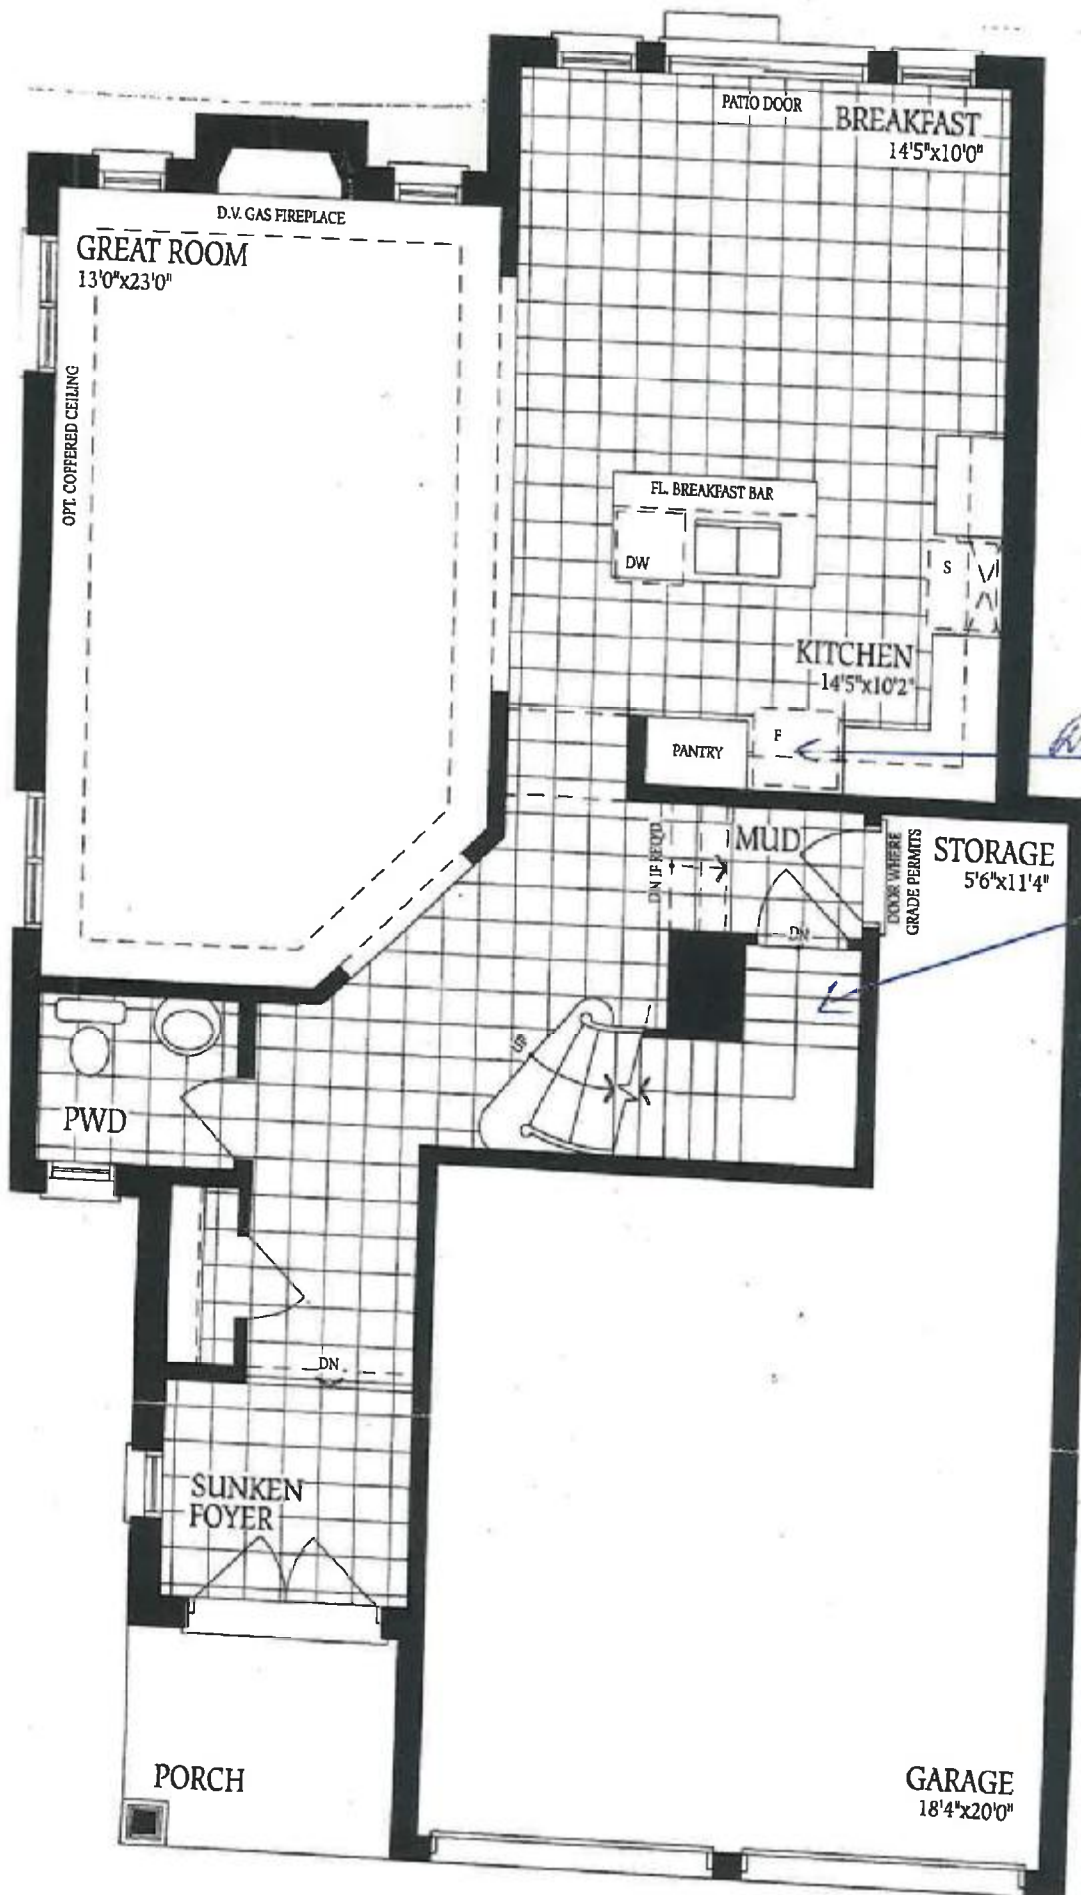 PATIO DOOR
BREAKFAST
14'5"x10'0"
D.V. GAS FIREPLACE
GREAT ROOM
13'0"x23'0"
OPT. COFFERED CEILING
FL. BREAKFAST BAR
DW
S
KITCHEN
14'5"x10'2"
PANTRY
F
DN IF REQ'D
MUD
DOOR WHERE
GRADE PERMITS
STORAGE
5'6"x11'4"
DN
UP
PWD
DN
SUNKEN
FOYER
PORCH
GARAGE
18'4"x20'0"